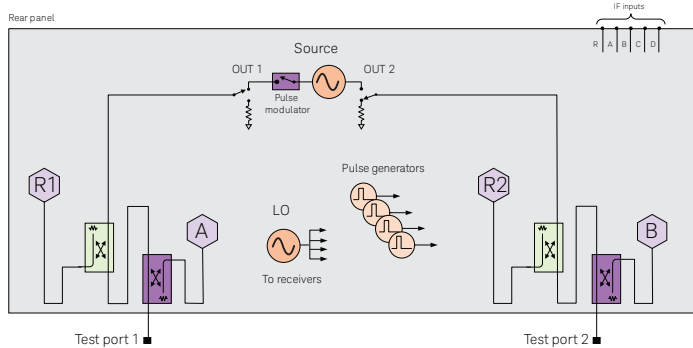 IF inputs
Rear panel
R A B C D
Source
OUT 1
OUT 2
Pulse
modulator
Pulse generators
R1
R2
LO
A
B
To receivers
Test port 1
Test port 2